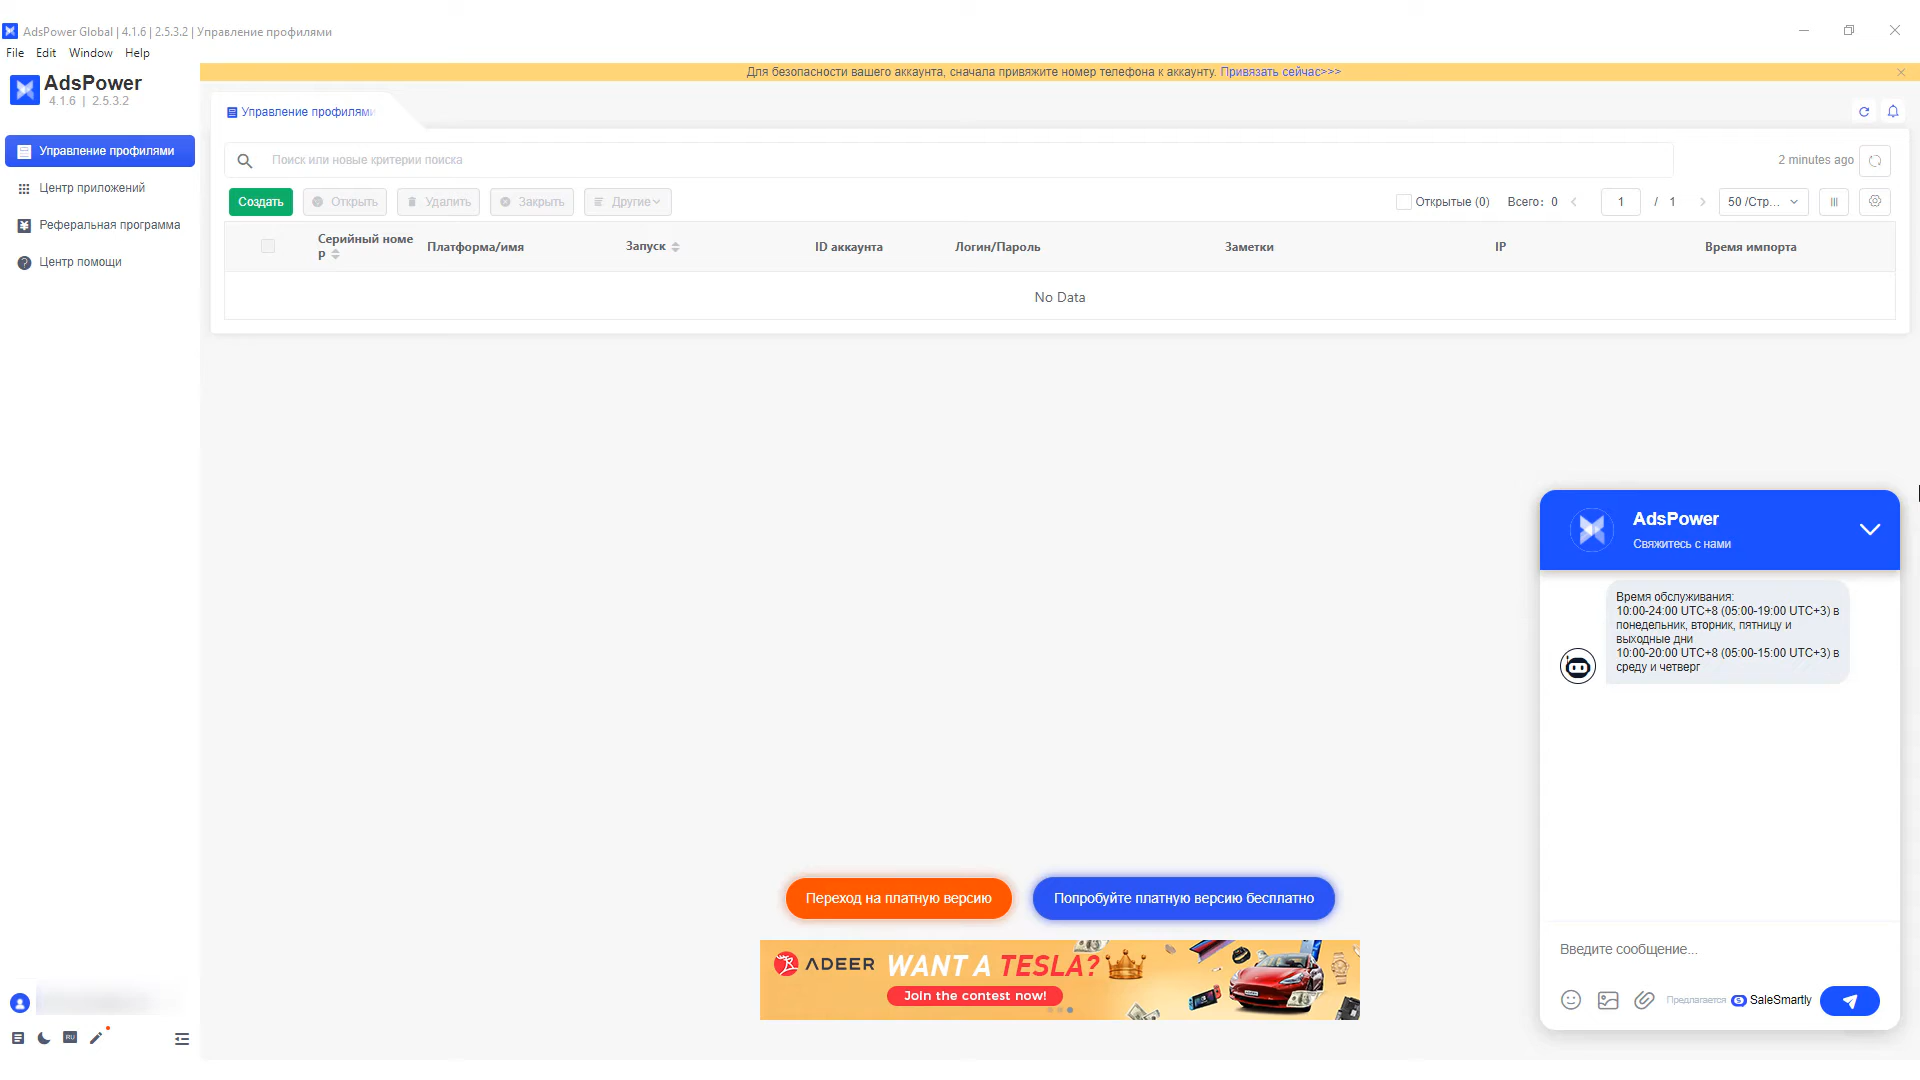 AdsPower Global | 4.1.6 | 2.5.3.2 | Управление профилями
File Edit Window Help
AdsPower
4.1.6 | 2.5.3.2
Для безопасности вашего аккаунта, сначала привяжите номер телефона к аккаунту. Привязать сейчас>>>
Управление профилями
Управление профилями
Центр приложений
Реферальная программа
Центр помощи
Поиск или новые критерии поиска
2 minutes ago
Создать
Открыть
Удалить
Закрыть
Другие
Открытые (0)
Всего: 0
1 / 1
50 /Стр...
Серийный номе
р
Платформа/имя
Запуск
ID аккаунта
Логин/Пароль
Заметки
IP
Время импорта
No Data
AdsPower
Свяжитесь с нами
Время обслуживания:
10:00-24:00 UTC+8 (05:00-19:00 UTC+3) в
понедельник, вторник, пятницу и
выходные дни
10:00-20:00 UTC+8 (05:00-15:00 UTC+3) в
среду и четверг
Введите сообщение...
Предлагается SaleSmartly
Переход на платную версию
Попробуйте платную версию бесплатно
ADEER
WANT A TESLA?
Join the contest now!
RU